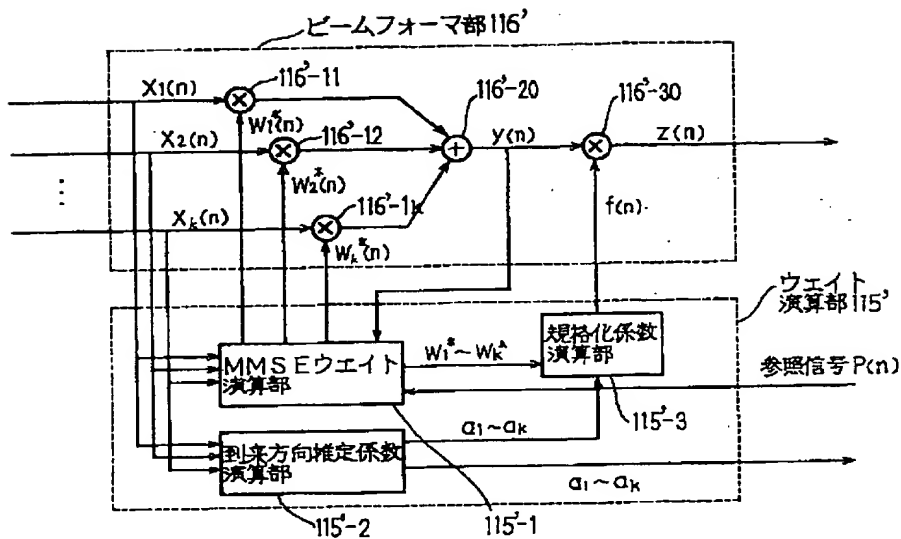 ビームフォーマ部116'
X1(n)
116'-11
W1*(n)
X2(n)
116'-12
W2*(n)
⋮
Xk(n)
116'-1k
Wk*(n)
116'-20
y(n)
116'-30
z(n)
f(n)
ウエイト
演算部115'
MMSEウエイト
演算部
W1*~Wk*
規格化係数
演算部
参照信号P(n)
115'-3
到来方向推定係数
演算部
a1~ak
a1~ak
115'-2
115'-1